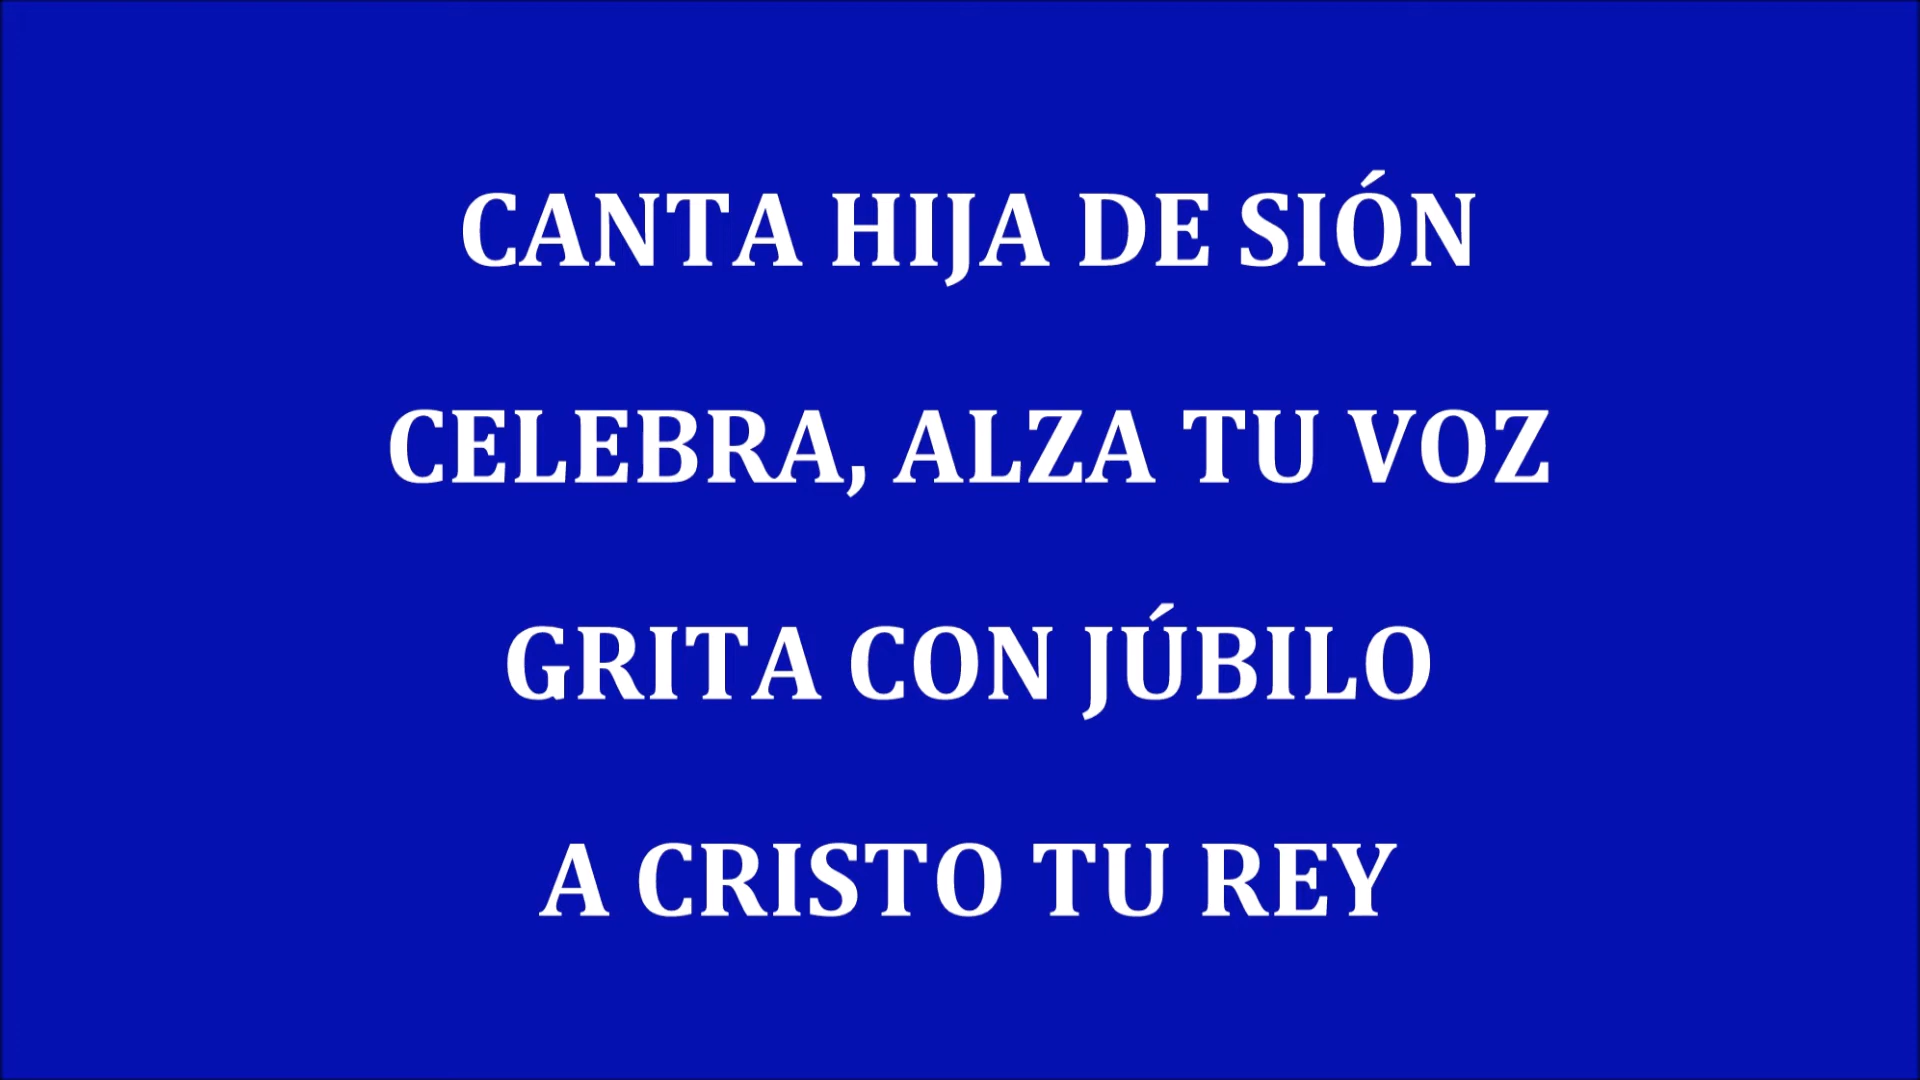 CANTA HIJA DE SIÓN
CELEBRA, ALZA TU VOZ
GRITA CON JÚBILO
A CRISTO TU REY